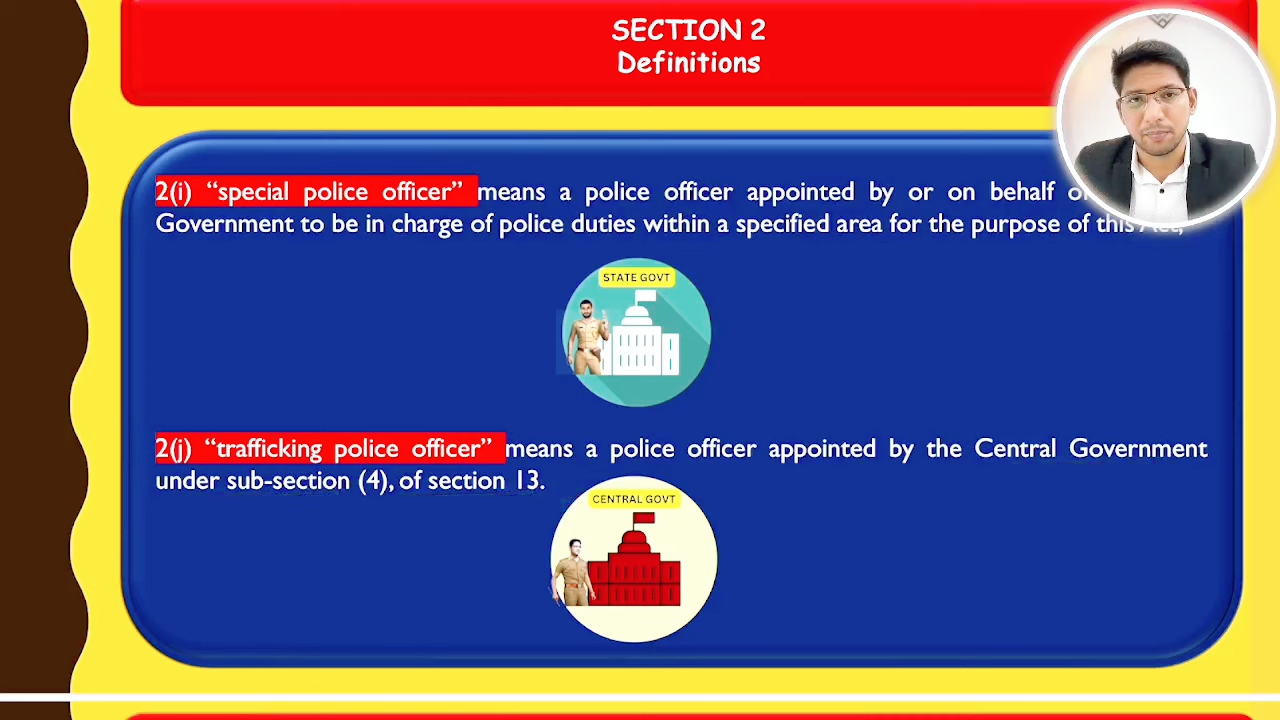 SECTION 2
Definitions
2(i) “special police officer” means a police officer appointed by or on behalf
Government to be in charge of police duties within a specified area for the purpose of this
STATE GOVT
2(j) “trafficking police officer” means a police officer appointed by the Central Government
under sub-section (4), of section 13.
CENTRAL GOVT